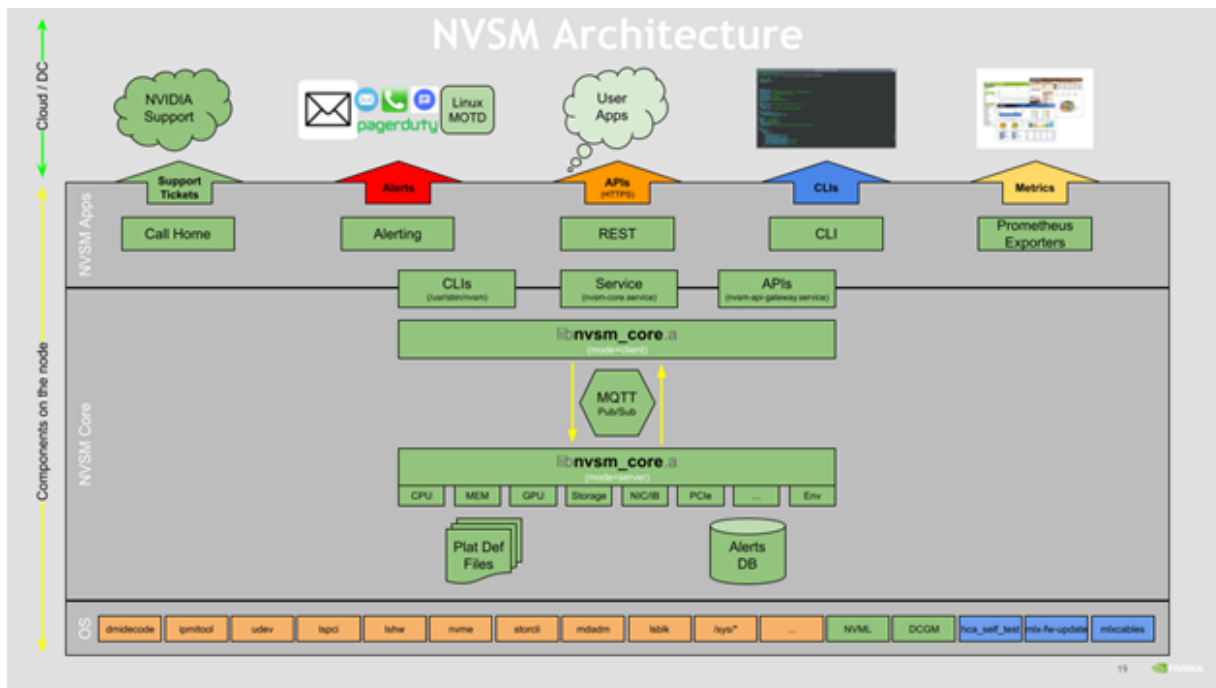 NVSM Architecture
Cloud / DC
NVIDIA
Support
pagerduty
Linux
MOTD
User
Apps
Support
Tickets
Alerts
APIs
(HTTPS)
CLIs
Metrics
NVSM Apps
Call Home
Alerting
REST
CLI
Prometheus
Exporters
CLIs
(/usr/sbin/nvsm)
Service
(nvsm-core.service)
APIs
(nvsm-api-gateway.service)
Components on the node
NVSM Core
libnvsm_core.a
(mode=client)
MQTT
Pub/Sub
libnvsm_core.a
(mode=server)
CPU
MEM
GPU
Storage
NIC/IB
PCIe
...
Env
Plat Def
Files
Alerts
DB
OS
dmidecode
ipmitool
udev
lspci
lshw
nvme
storcli
mdadm
lsblk
/sys/*
...
NVML
DCGM
hca_self_test
mlx-fw-update
mlxcables
19
NVIDIA